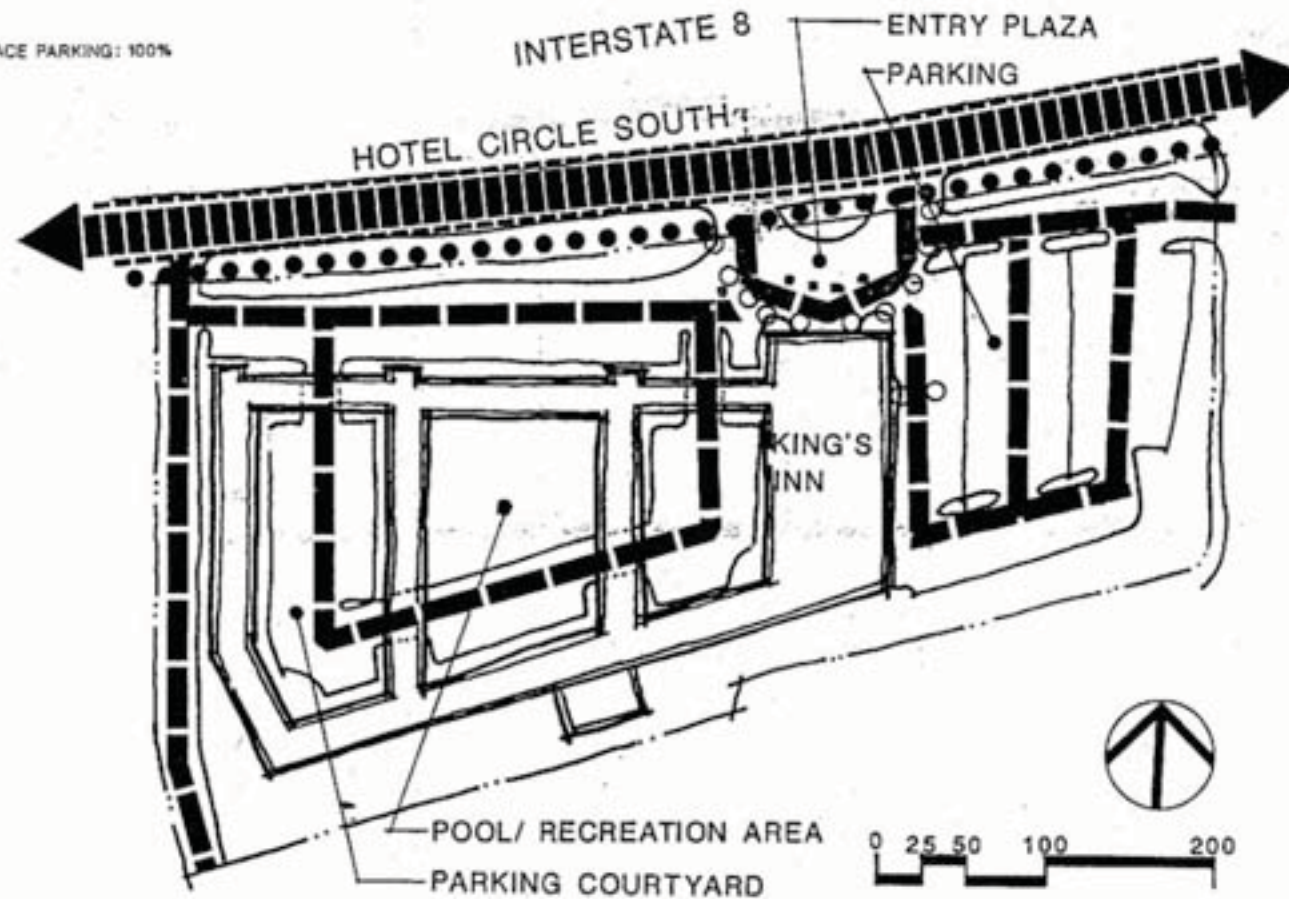 ACE PARKING: 100%
INTERSTATE 8
ENTRY PLAZA
PARKING
HOTEL CIRCLE SOUTH
KING'S
INN
POOL/ RECREATION AREA
PARKING COURTYARD
0 25 50 100 200